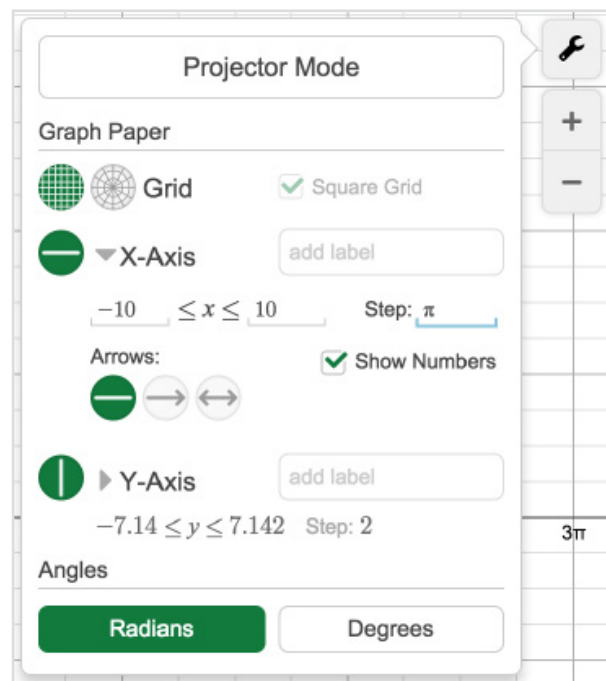 Projector Mode
+
Graph Paper
Grid Square Grid
−
X-Axis add label
−10 ≤ x ≤ 10 Step: π
Arrows: Show Numbers
Y-Axis add label
−7.14 ≤ y ≤ 7.142 Step: 2
3π
Angles
Radians Degrees